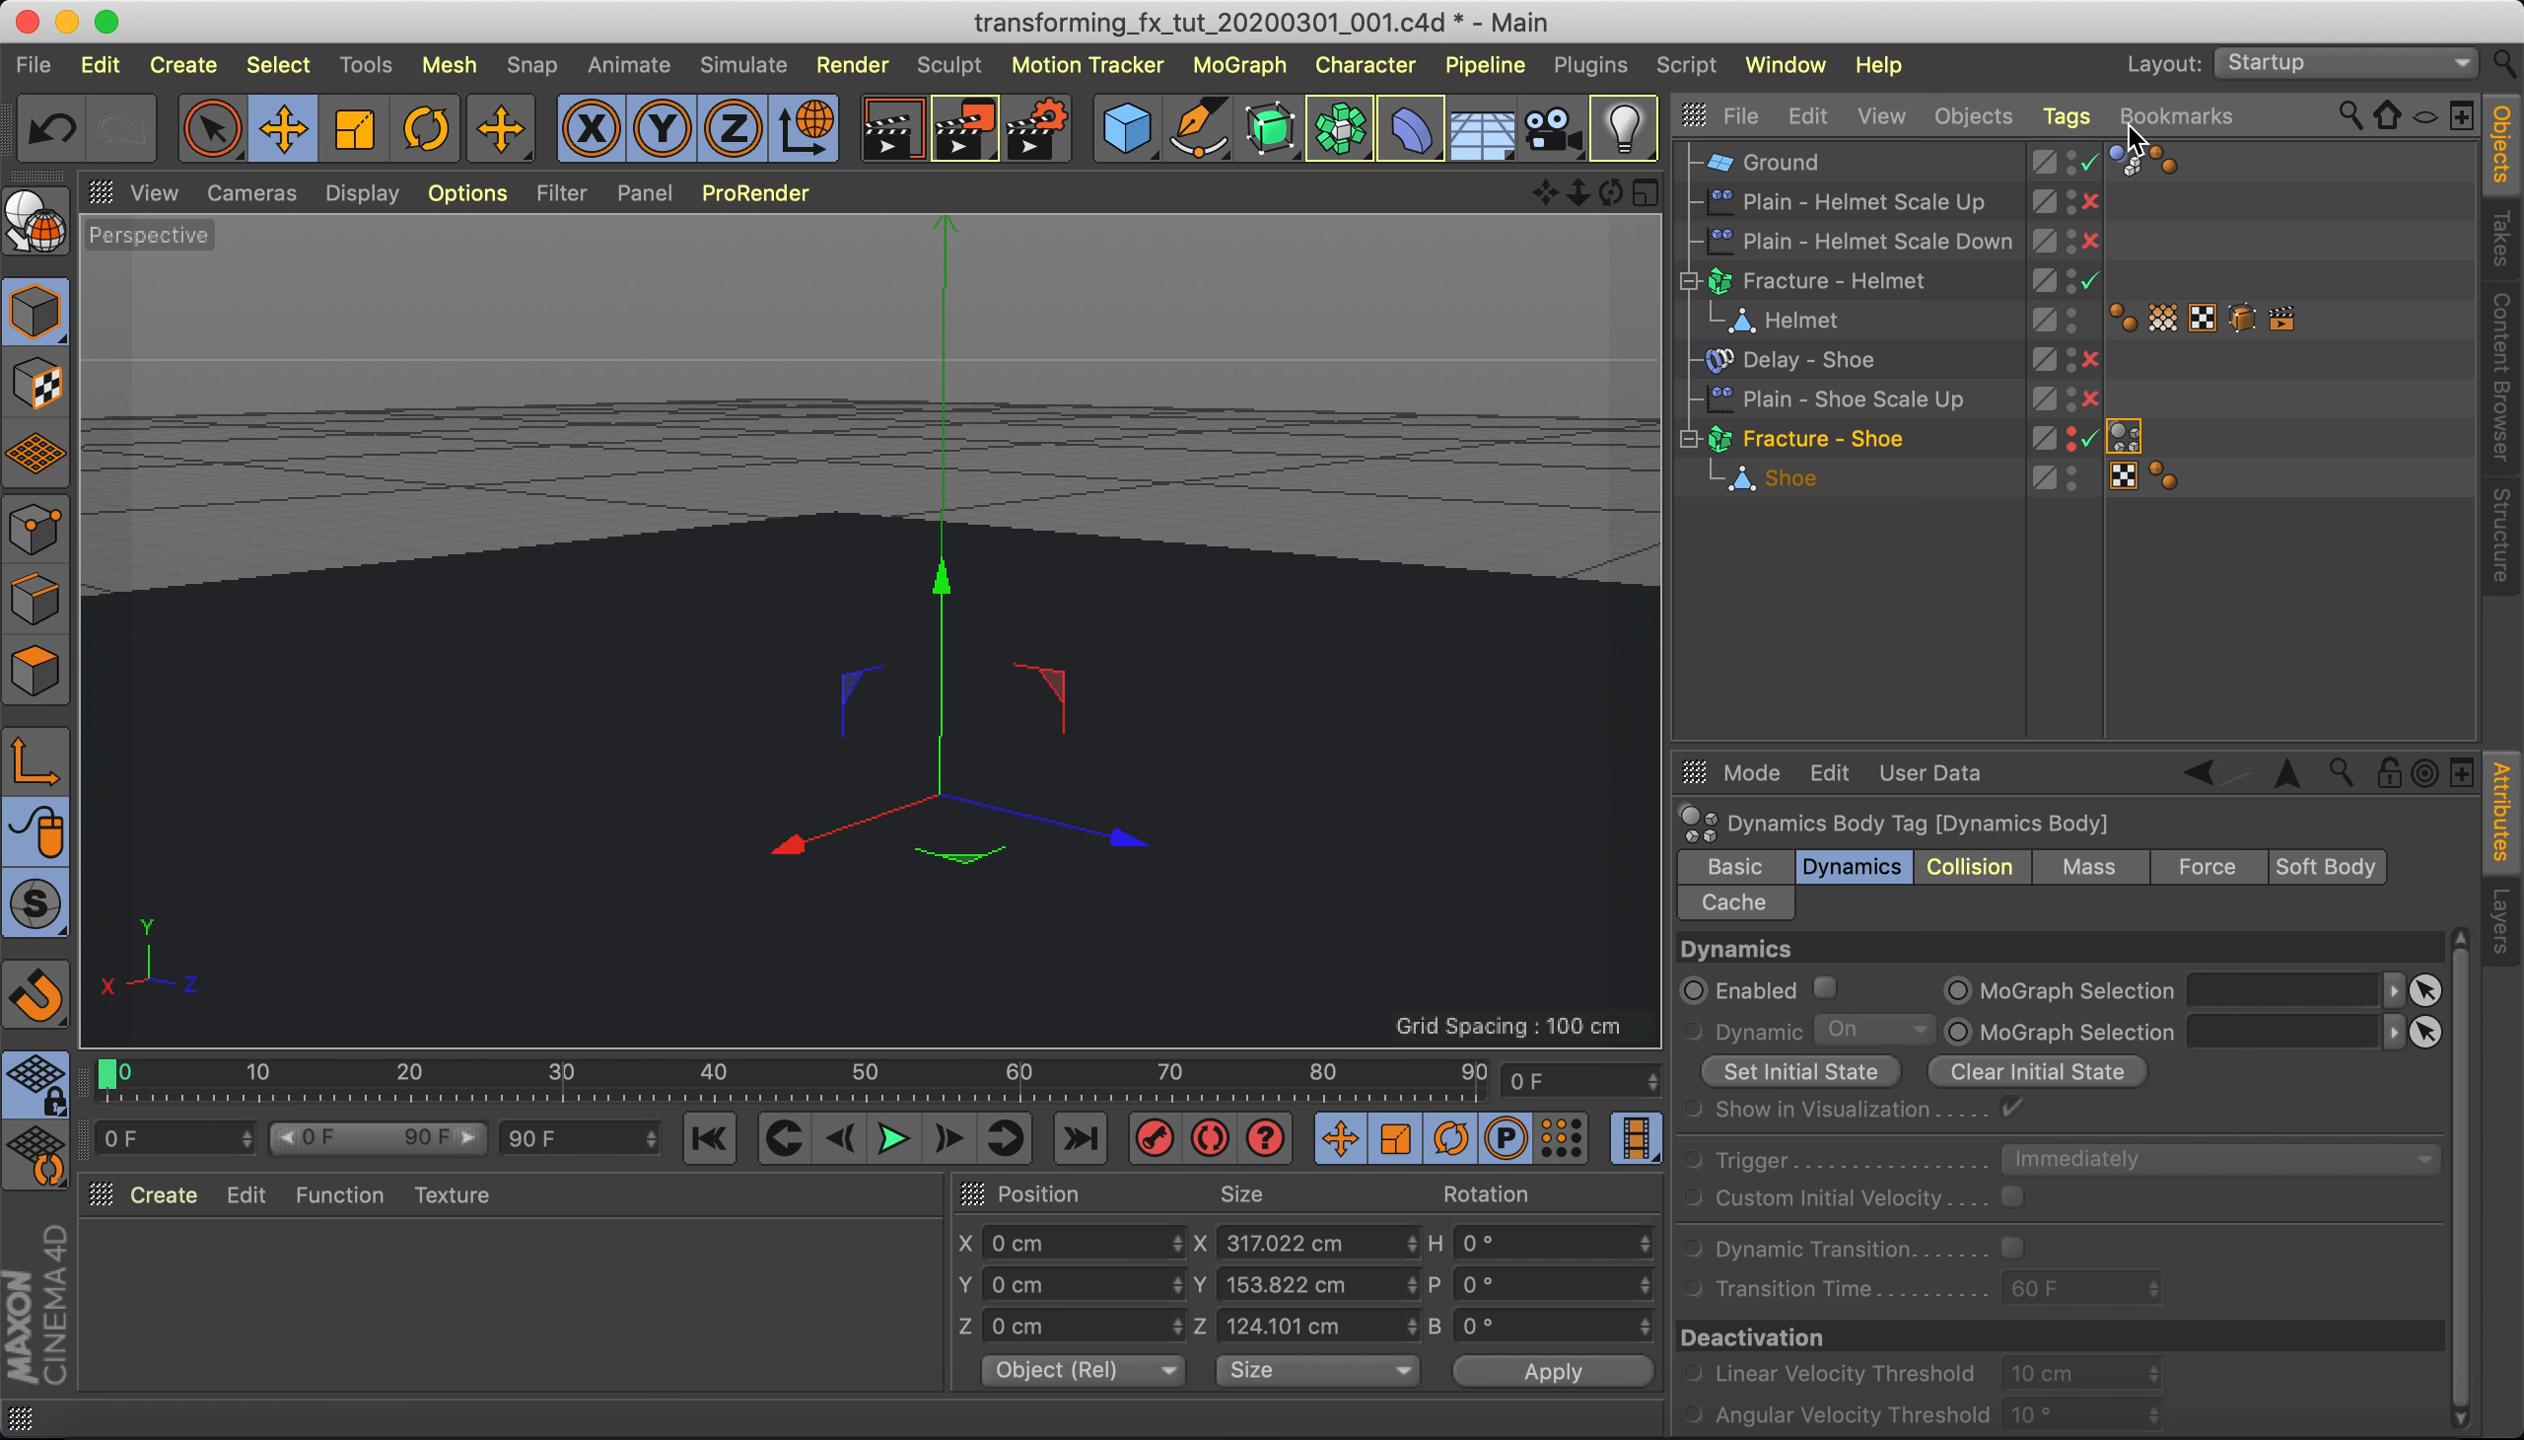 transforming_fx_tut_20200301_001.c4d * - Main
File Edit Create Select Tools Mesh Snap Animate Simulate Render Sculpt Motion Tracker MoGraph Character Pipeline Plugins Script Window Help Layout: Startup
X Y Z
File Edit View Objects Tags Bookmarks
View Cameras Display Options Filter Panel ProRender
Perspective
Ground
Plain - Helmet Scale Up
Plain - Helmet Scale Down
Fracture - Helmet
Helmet
Delay - Shoe
Plain - Shoe Scale Up
Fracture - Shoe
Shoe
Objects
Takes
Content Browser
Structure
Y
X Z
Grid Spacing : 100 cm
S
Mode Edit User Data
Dynamics Body Tag [Dynamics Body]
Basic Dynamics Collision Mass Force Soft Body
Cache
Dynamics
Enabled MoGraph Selection
Dynamic On MoGraph Selection
Set Initial State Clear Initial State
Show in Visualization . . . . .
Trigger . . . . . . . . . . . . . . . . Immediately
Custom Initial Velocity . . . .
Dynamic Transition. . . . . . .
Transition Time . . . . . . . . . . 60 F
Deactivation
Linear Velocity Threshold 10 cm
Angular Velocity Threshold 10 °
Attributes
Layers
0 10 20 30 40 50 60 70 80 90 0 F
0 F 0 F 90 F 90 F
P
Create Edit Function Texture
Position Size Rotation
X 0 cm X 317.022 cm H 0 °
Y 0 cm Y 153.822 cm P 0 °
Z 0 cm Z 124.101 cm B 0 °
Object (Rel) Size Apply
MAXON
CINEMA 4D